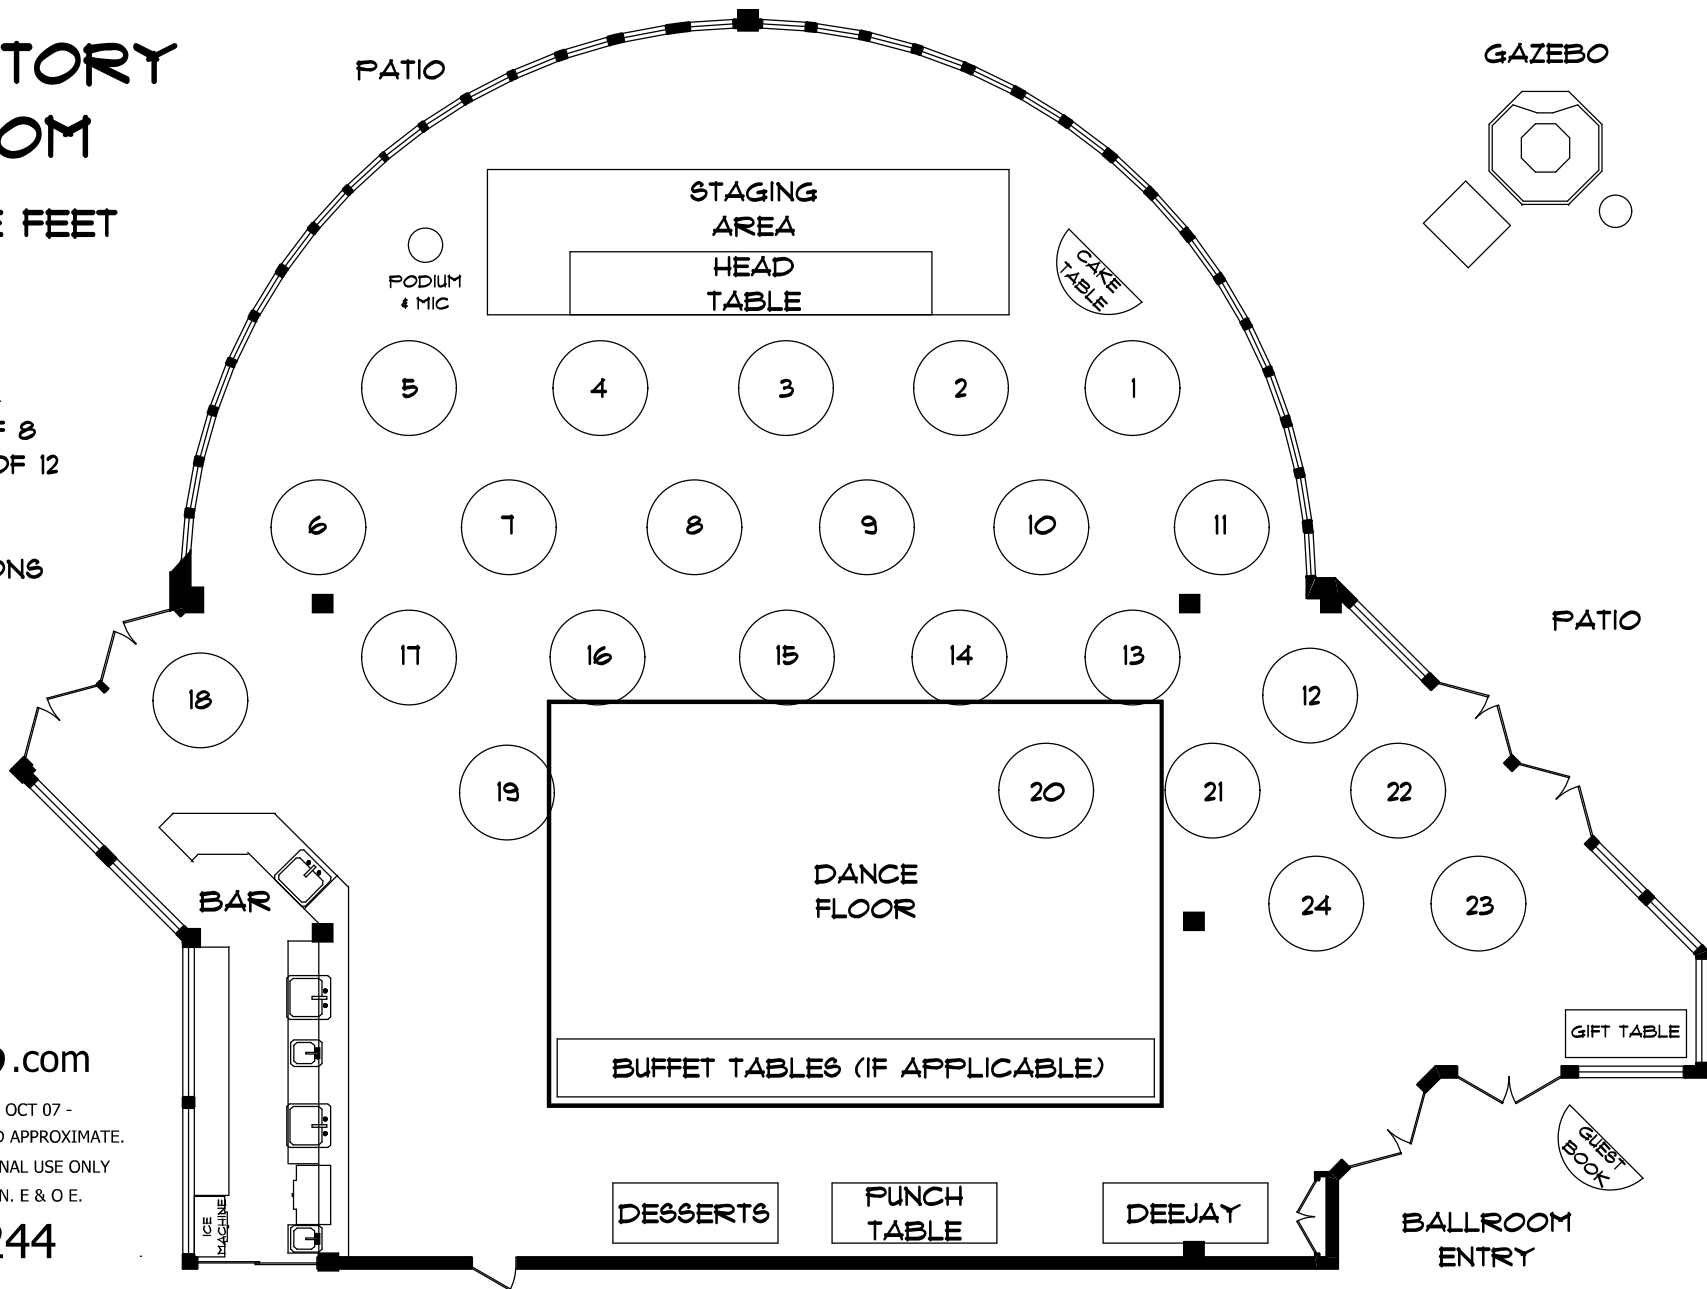 TORY
OM
FEET
8
OF 12
ONS
.com
OCT 07 -
APPROXIMATE.
NAL USE ONLY
N. E & O E.
244
PATIO
GAZEBO
STAGING
AREA
HEAD
TABLE
PODIUM
& MIC
CAKE
TABLE
5
4
3
2
1
6
7
8
9
10
11
PATIO
17
16
15
14
13
12
18
19
20
21
22
24
23
DANCE
FLOOR
BAR
BUFFET TABLES (IF APPLICABLE)
GIFT TABLE
GUEST
BOOK
DESSERTS
PUNCH
TABLE
DEEJAY
BALLROOM
ENTRY
ICE
MACHINE